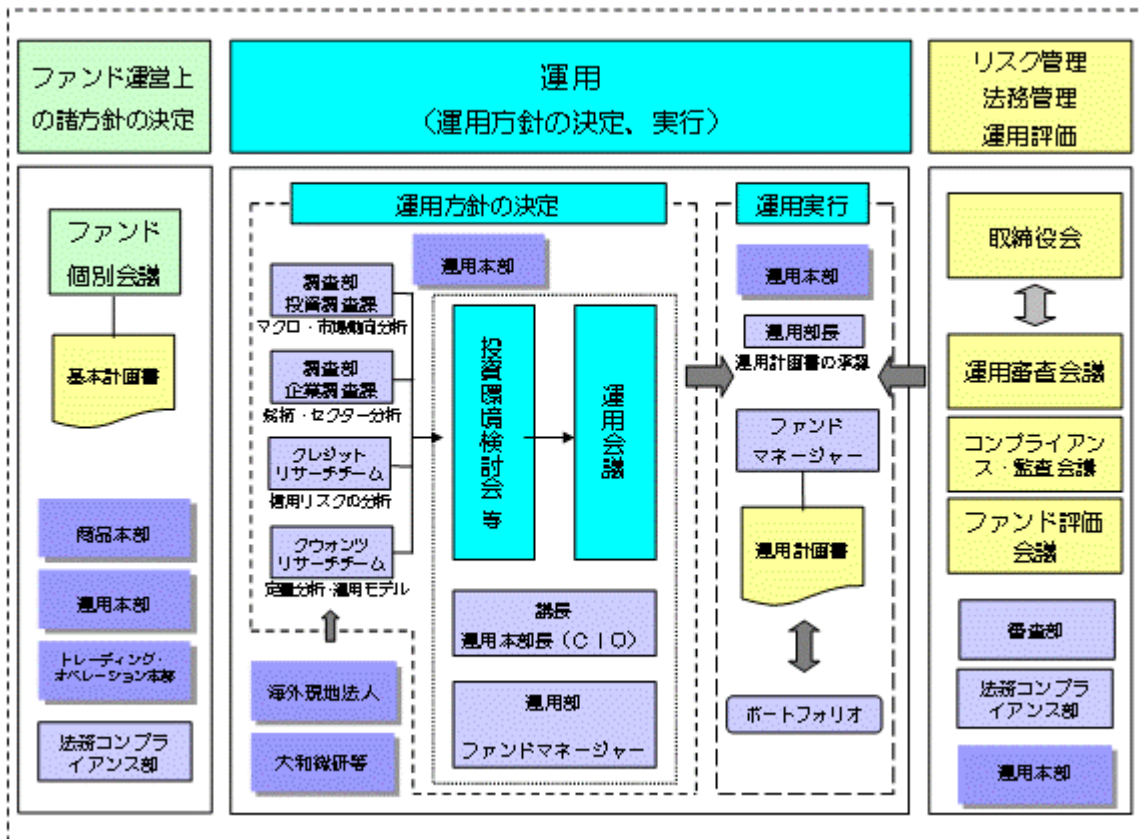 ファンド運営上
の諸方針の決定
運用
（運用方針の決定、実行）
リスク管理
法務管理
運用評価
ファンド
個別会議
基本計画書
商品本部
運用本部
トレーディング・
オペレーション本部
法務コンプラ
イアンス部
運用方針の決定
運用本部
調査部
投資調査課
マクロ・市場動向分析
調査部
企業調査課
銘柄・セクター分析
クレジット
リサーチチーム
信用リスクの分析
クウォンツ
リサーチチーム
定量分析・運用モデル
海外現地法人
大和総研等
投資環境検討会 等
運用会議
議長
運用本部長（ＣＩＯ）
運用部
ファンドマネージャー
運用実行
運用本部
運用部長
運用計画書の承認
ファンド
マネージャー
運用計画書
ポートフォリオ
取締役会
運用審査会議
コンプライアン
ス・監査会議
ファンド評価
会議
審査部
法務コンプラ
イアンス部
運用本部